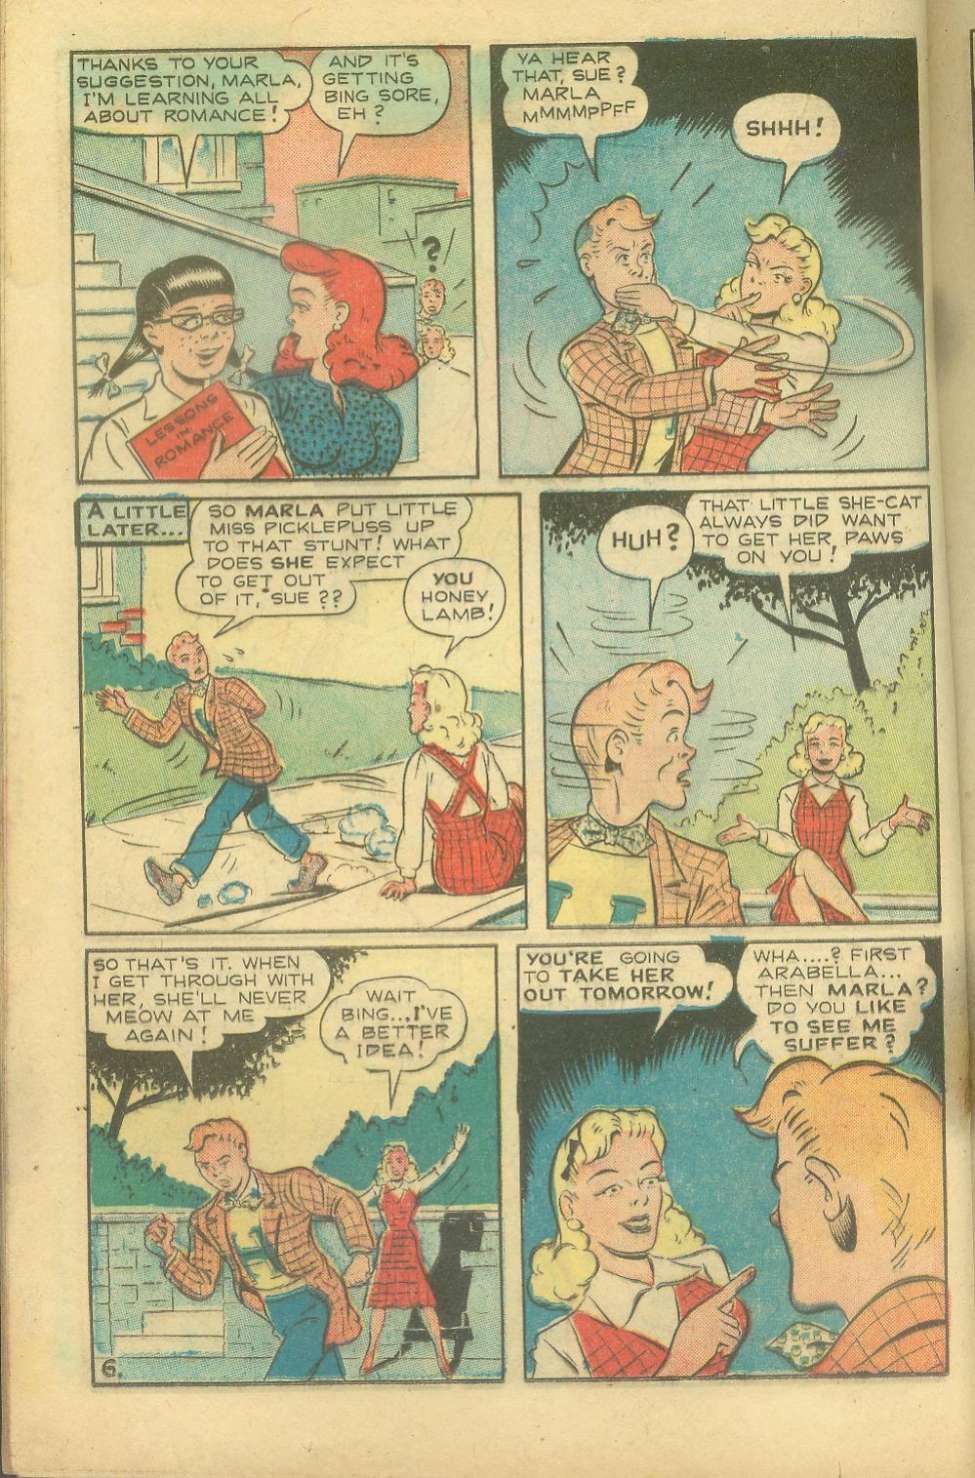 THANKS TO YOUR
SUGGESTION, MARLA,
I'M LEARNING ALL
ABOUT ROMANCE!
AND IT'S
GETTING
BING SORE,
EH?
?
LESSONS
IN
ROMANCE
YA HEAR
THAT, SUE?
MARLA
MMMMPPFF
SHHH!
A LITTLE
LATER...
SO MARLA PUT LITTLE
MISS PICKLEPUSS UP
TO THAT STUNT! WHAT
DOES SHE EXPECT
TO GET OUT
OF IT, SUE??
YOU
HONEY
LAMB!
HUH?
THAT LITTLE SHE-CAT
ALWAYS DID WANT
TO GET HER PAWS
ON YOU!
SO THAT'S IT. WHEN
I GET THROUGH WITH
HER, SHE'LL NEVER
MEOW AT ME
AGAIN!
WAIT
BING...I'VE
A BETTER
IDEA!
6.
YOU'RE GOING
TO TAKE HER
OUT TOMORROW!
WHA....? FIRST
ARABELLA...
THEN MARLA?
DO YOU LIKE
TO SEE ME
SUFFER?